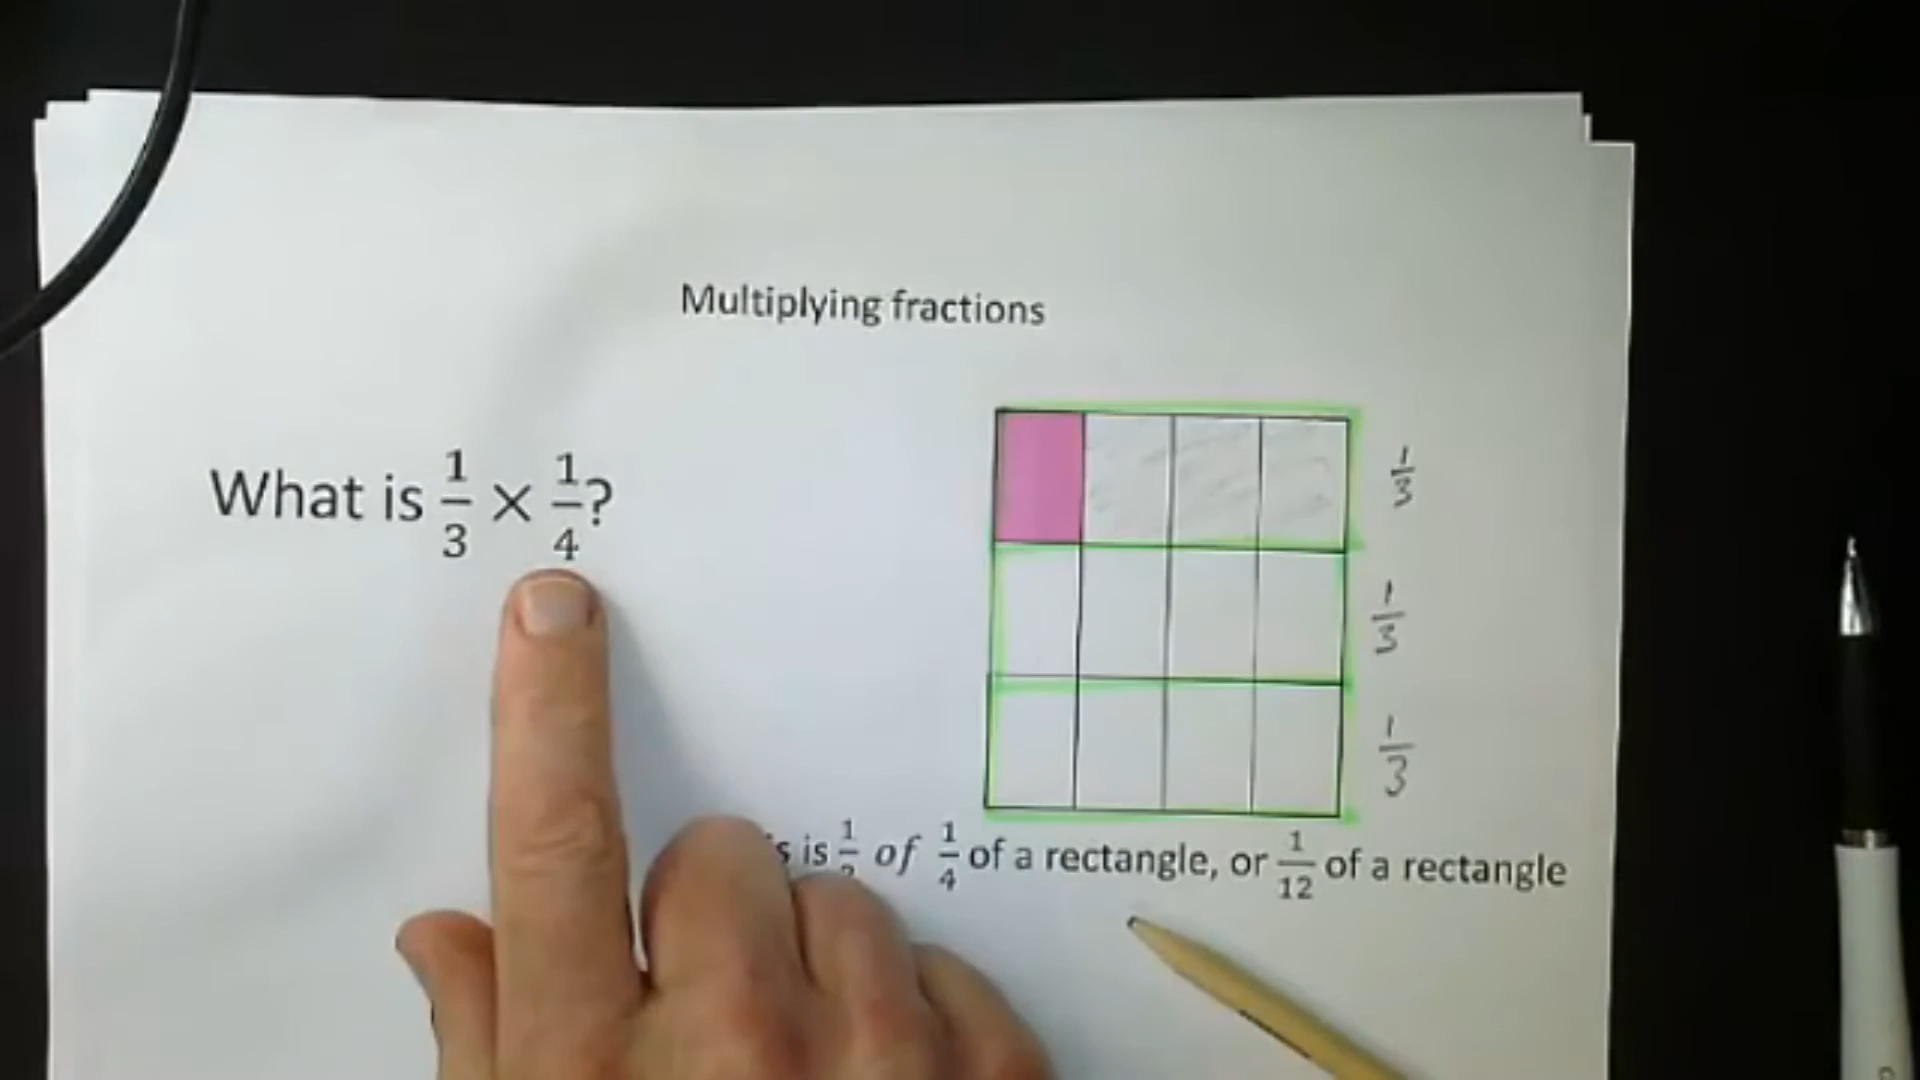 Multiplying fractions
What is 1/3 × 1/4?
1/3
1/3
1/3
is 1/ of 1/4 of a rectangle, or 1/12 of a rectangle